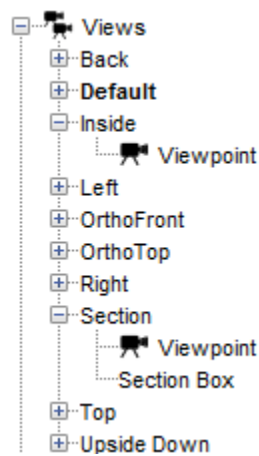 Views
Back
Default
Inside
Viewpoint
Left
OrthoFront
OrthoTop
Right
Section
Viewpoint
Section Box
Top
Upside Down